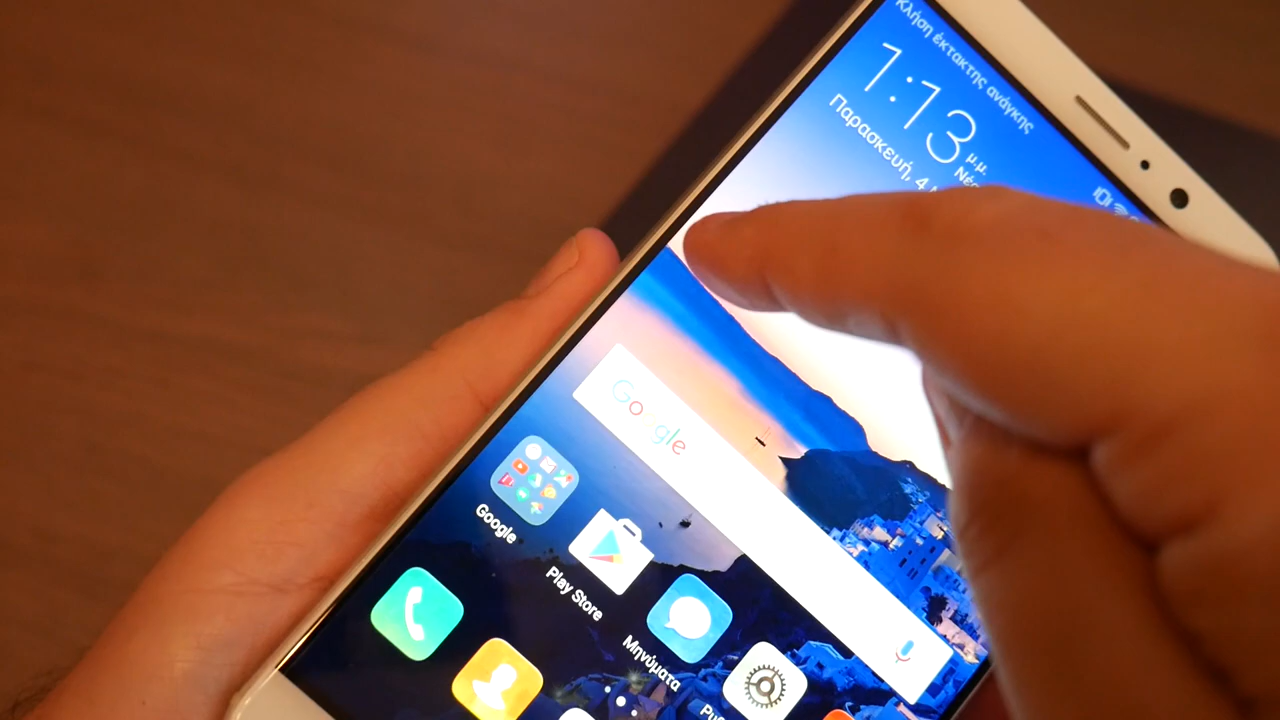 Κλήση έκτακτης ανάγκης
1:13 μ.μ.
Παρασκευή, 4
Google
Google
Play Store
Μηνύματα